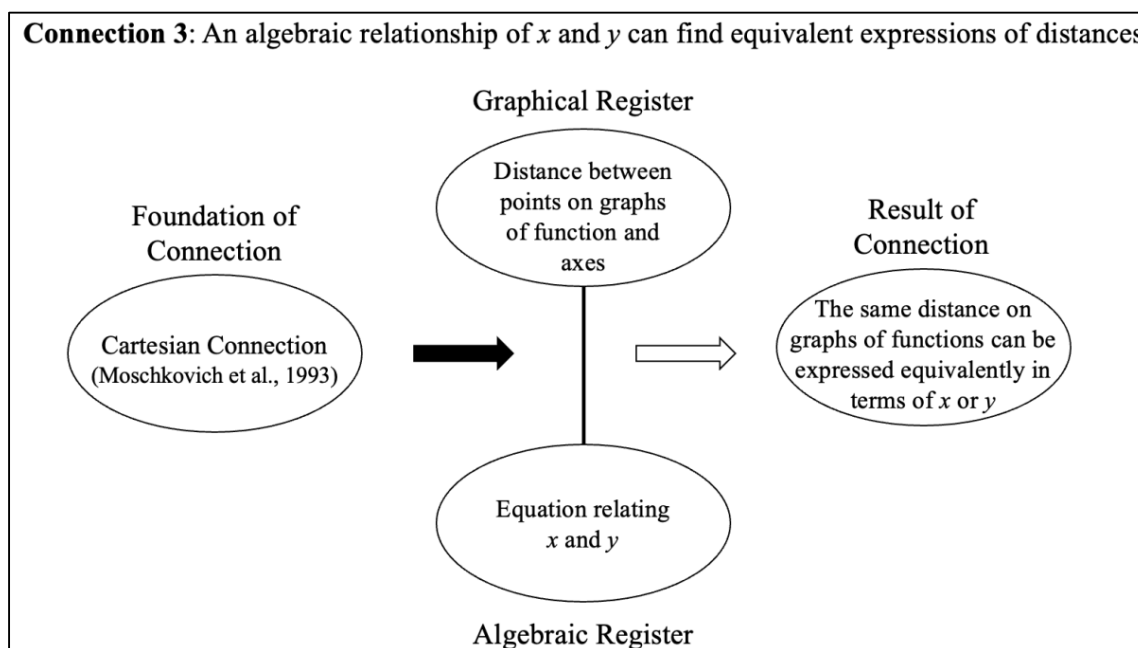 Connection 3: An algebraic relationship of x and y can find equivalent expressions of distances
Graphical Register
Distance between
points on graphs
of function and
axes
Foundation of
Connection
Cartesian Connection
(Moschkovich et al., 1993)
Result of
Connection
The same distance on
graphs of functions can be
expressed equivalently in
terms of x or y
Equation relating
x and y
Algebraic Register